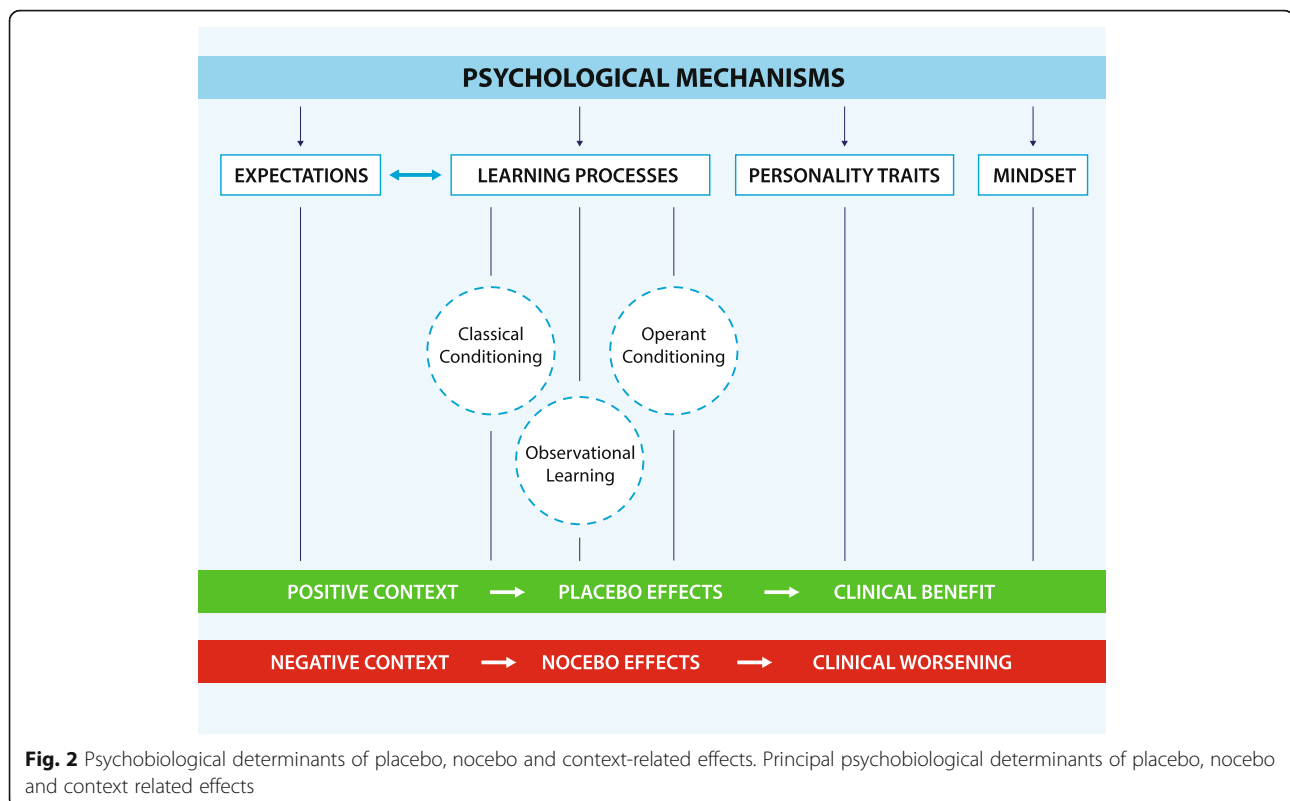 PSYCHOLOGICAL MECHANISMS
EXPECTATIONS
LEARNING PROCESSES
PERSONALITY TRAITS
MINDSET
Classical
Conditioning
Operant
Conditioning
Observational
Learning
POSITIVE CONTEXT
PLACEBO EFFECTS
CLINICAL BENEFIT
NEGATIVE CONTEXT
NOCEBO EFFECTS
CLINICAL WORSENING
Fig. 2 Psychobiological determinants of placebo, nocebo and context-related effects. Principal psychobiological determinants of placebo, nocebo
and context related effects